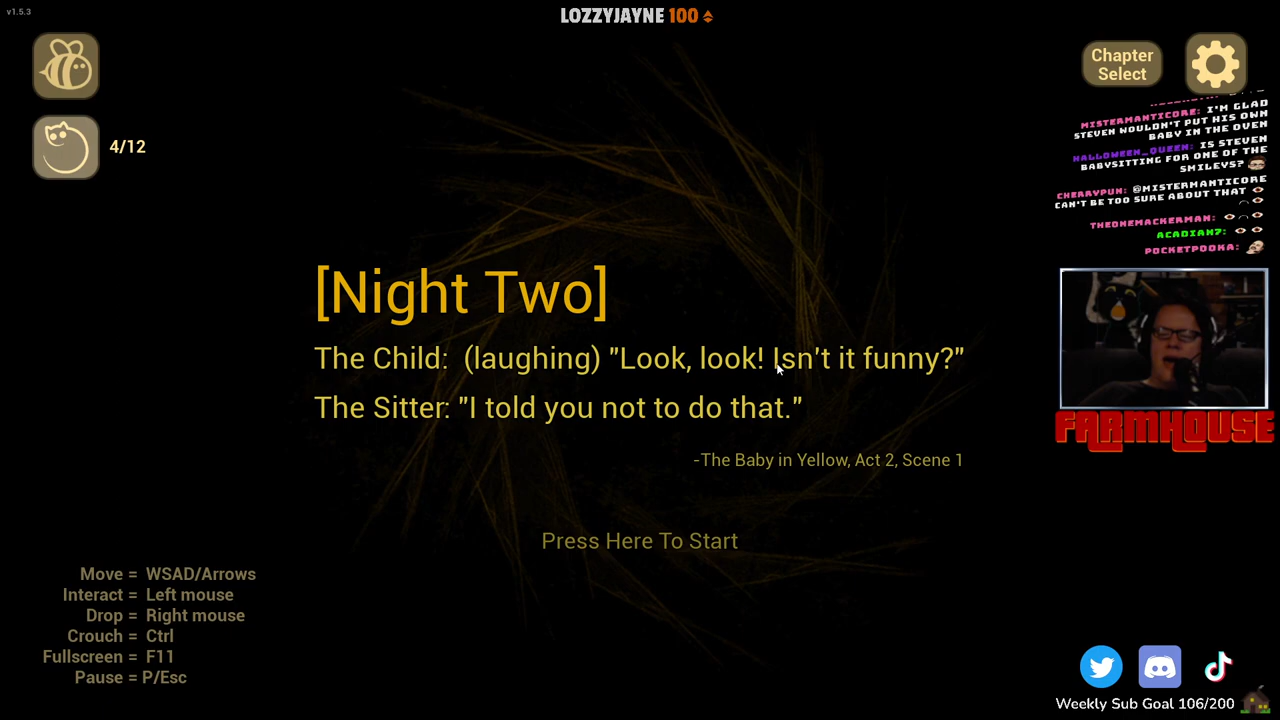 v1.5.3
LOZZYJAYNE 100
Chapter
Select
4/12
MISTERMANTICORE: I'M GLAD
STEVEN WOULDN'T PUT HIS OWN
BABY IN THE OVEN
HALLOWEEN_QUEEN: IS STEVEN
BABYSITTING FOR ONE OF THE
SMILEYS?
CHERRYPUN: @MISTERMANTICORE
CAN'T BE TOO SURE ABOUT THAT
THEONEMACKERMAN:
ACADIAN7:
POCKETPOOKA:
[Night Two]
The Child:  (laughing) "Look, look! Isn't it funny?"
The Sitter: "I told you not to do that."
-The Baby in Yellow, Act 2, Scene 1
FARMHOUSE
Press Here To Start
Move = WSAD/Arrows
Interact = Left mouse
Drop = Right mouse
Crouch = Ctrl
Fullscreen = F11
Pause = P/Esc
Weekly Sub Goal 106/200